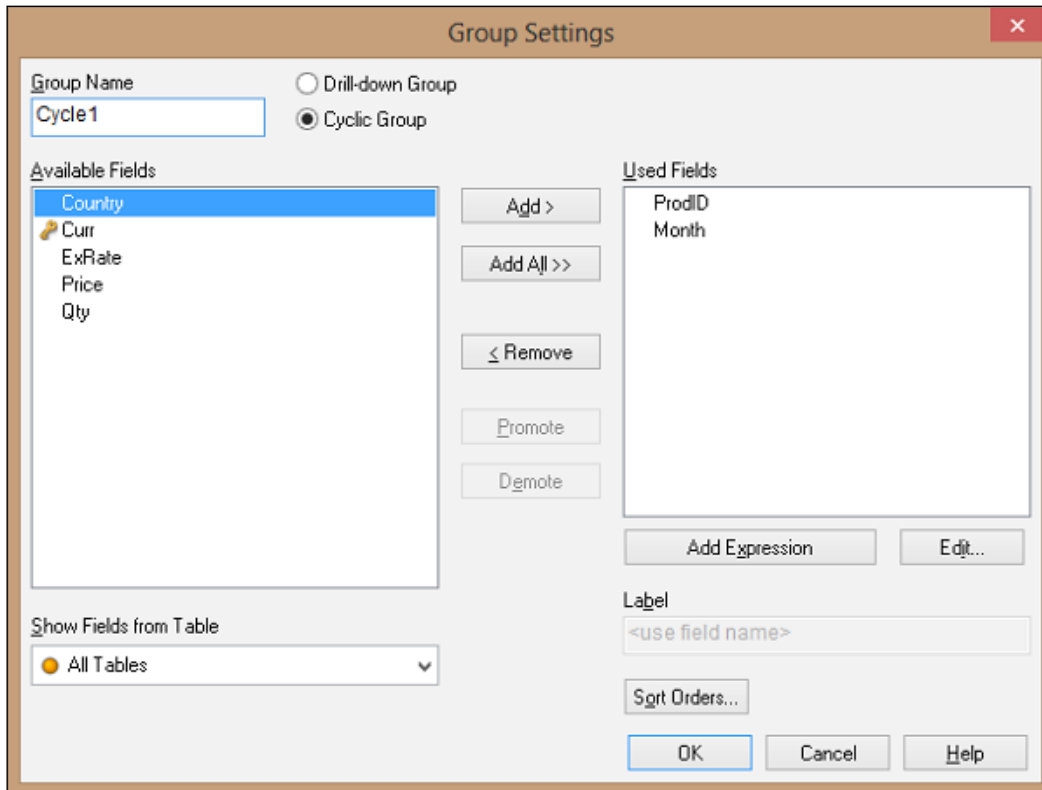 Group Settings
Group Name
Cycle1
Drill-down Group
Cyclic Group
Available Fields
Country
Curr
ExRate
Price
Qty
Add >
Add All >>
< Remove
Promote
Demote
Used Fields
ProdID
Month
Add Expression
Edit...
Show Fields from Table
All Tables
Label
<use field name>
Sort Orders...
OK
Cancel
Help